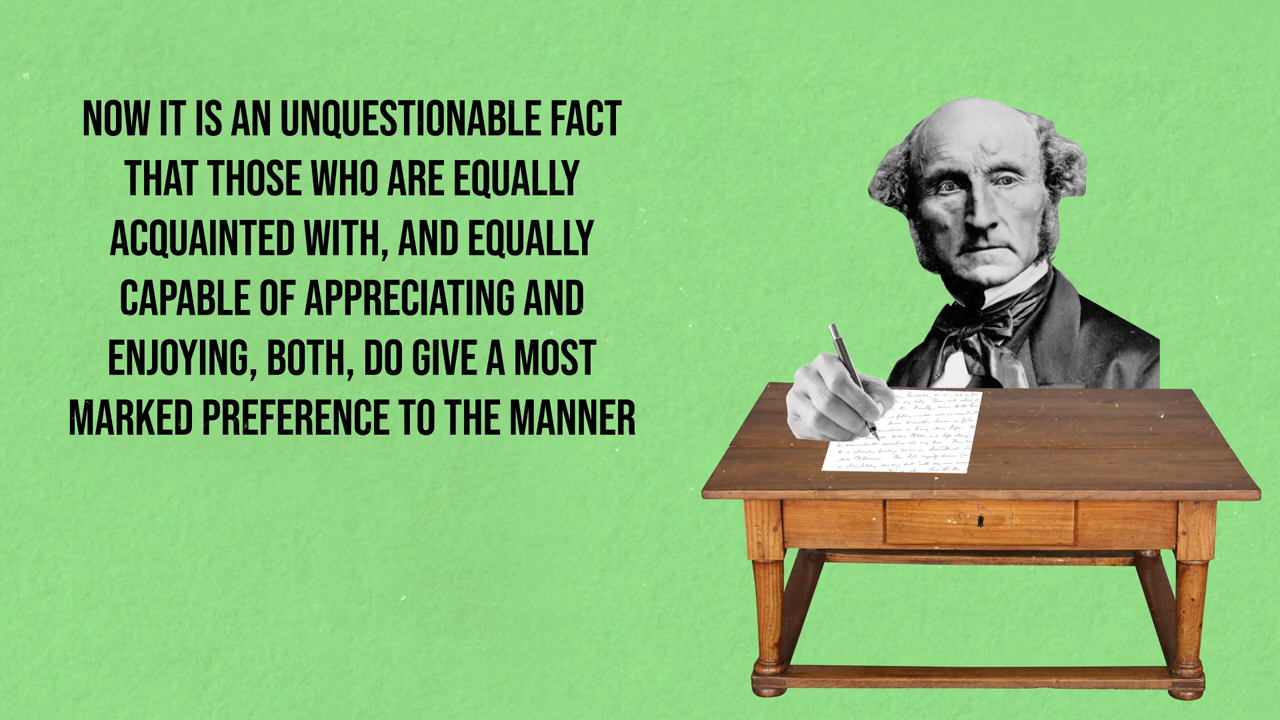 NOW IT IS AN UNQUESTIONABLE FACT
THAT THOSE WHO ARE EQUALLY
ACQUAINTED WITH, AND EQUALLY
CAPABLE OF APPRECIATING AND
ENJOYING, BOTH, DO GIVE A MOST
MARKED PREFERENCE TO THE MANNER